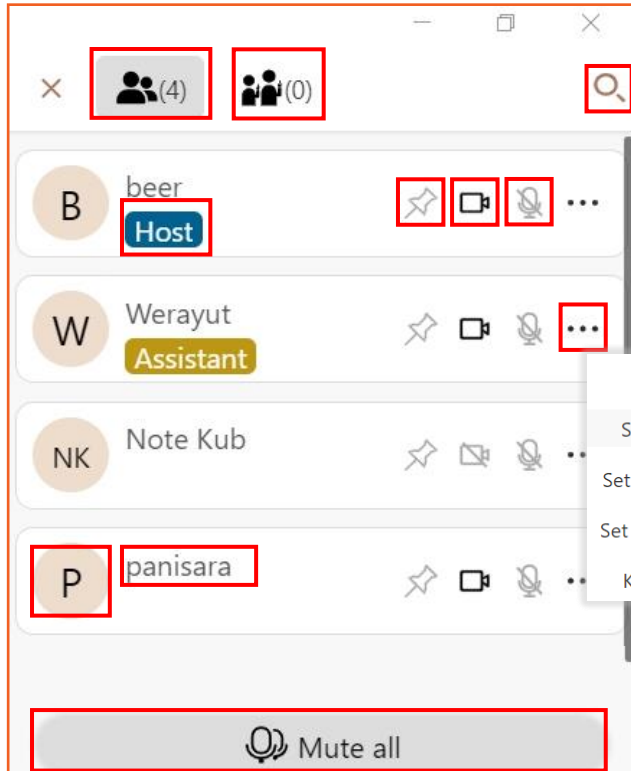 (4) (0)
B beer
Host
W Werayut
Assistant
S
Set
NK Note Kub
Set
P panisara
K
Mute all